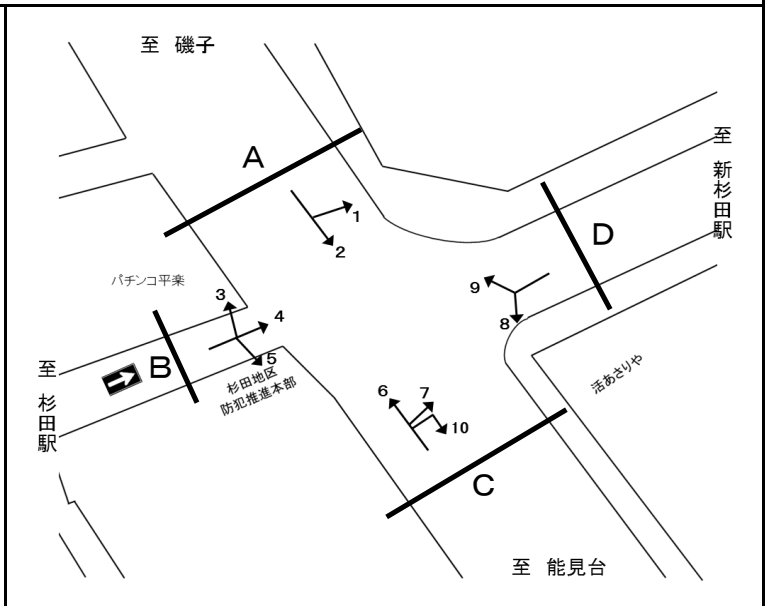 至 磯子
A
至 新杉田駅
D
1
2
パチンコ平楽
3
4
5
9
8
B
至 杉田駅
杉田地区
防犯推進本部
活あさりや
6
7
10
C
至 能見台